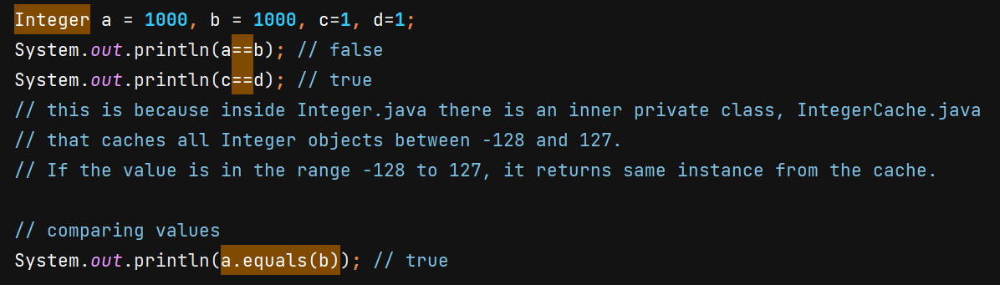 Integer a = 1000, b = 1000, c=1, d=1;
System.out.println(a==b); // false
System.out.println(c==d); // true
// this is because inside Integer.java there is an inner private class, IntegerCache.java
// that caches all Integer objects between -128 and 127.
// If the value is in the range -128 to 127, it returns same instance from the cache.
// comparing values
System.out.println(a.equals(b)); // true